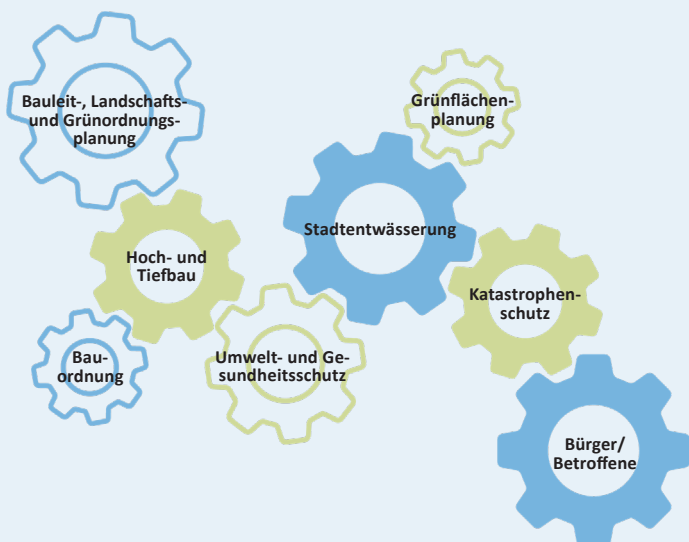 Bauleit-, Landschafts-
und Grünordnungs-
planung
Grünflächen-
planung
Stadtentwässerung
Hoch- und
Tiefbau
Katastrophen-
schutz
Bau-
ordnung
Umwelt- und Ge-
sundheitsschutz
Bürger/
Betroffene